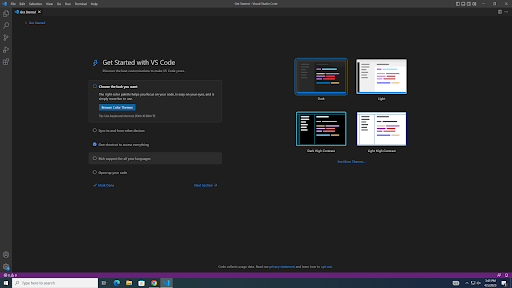 File Edit Selection View Go Run Terminal Help
Get Started - Visual Studio Code
Get Started
Get Started
Get Started with VS Code
Discover the best customizations to make VS Code yours.
Choose the look you want
The right color palette helps you focus on your code, is easy on your eyes, and is
simply more fun to use.
Browse Color Themes
Sync to and from other devices
One shortcut to access everything
Rich support for all your languages
Open up your code
Mark Done
Next Section
Dark
Light
Dark High Contrast
Light High Contrast
See More Themes...
Code collects usage data. Read our privacy statement and learn how to opt out.
Type here to search